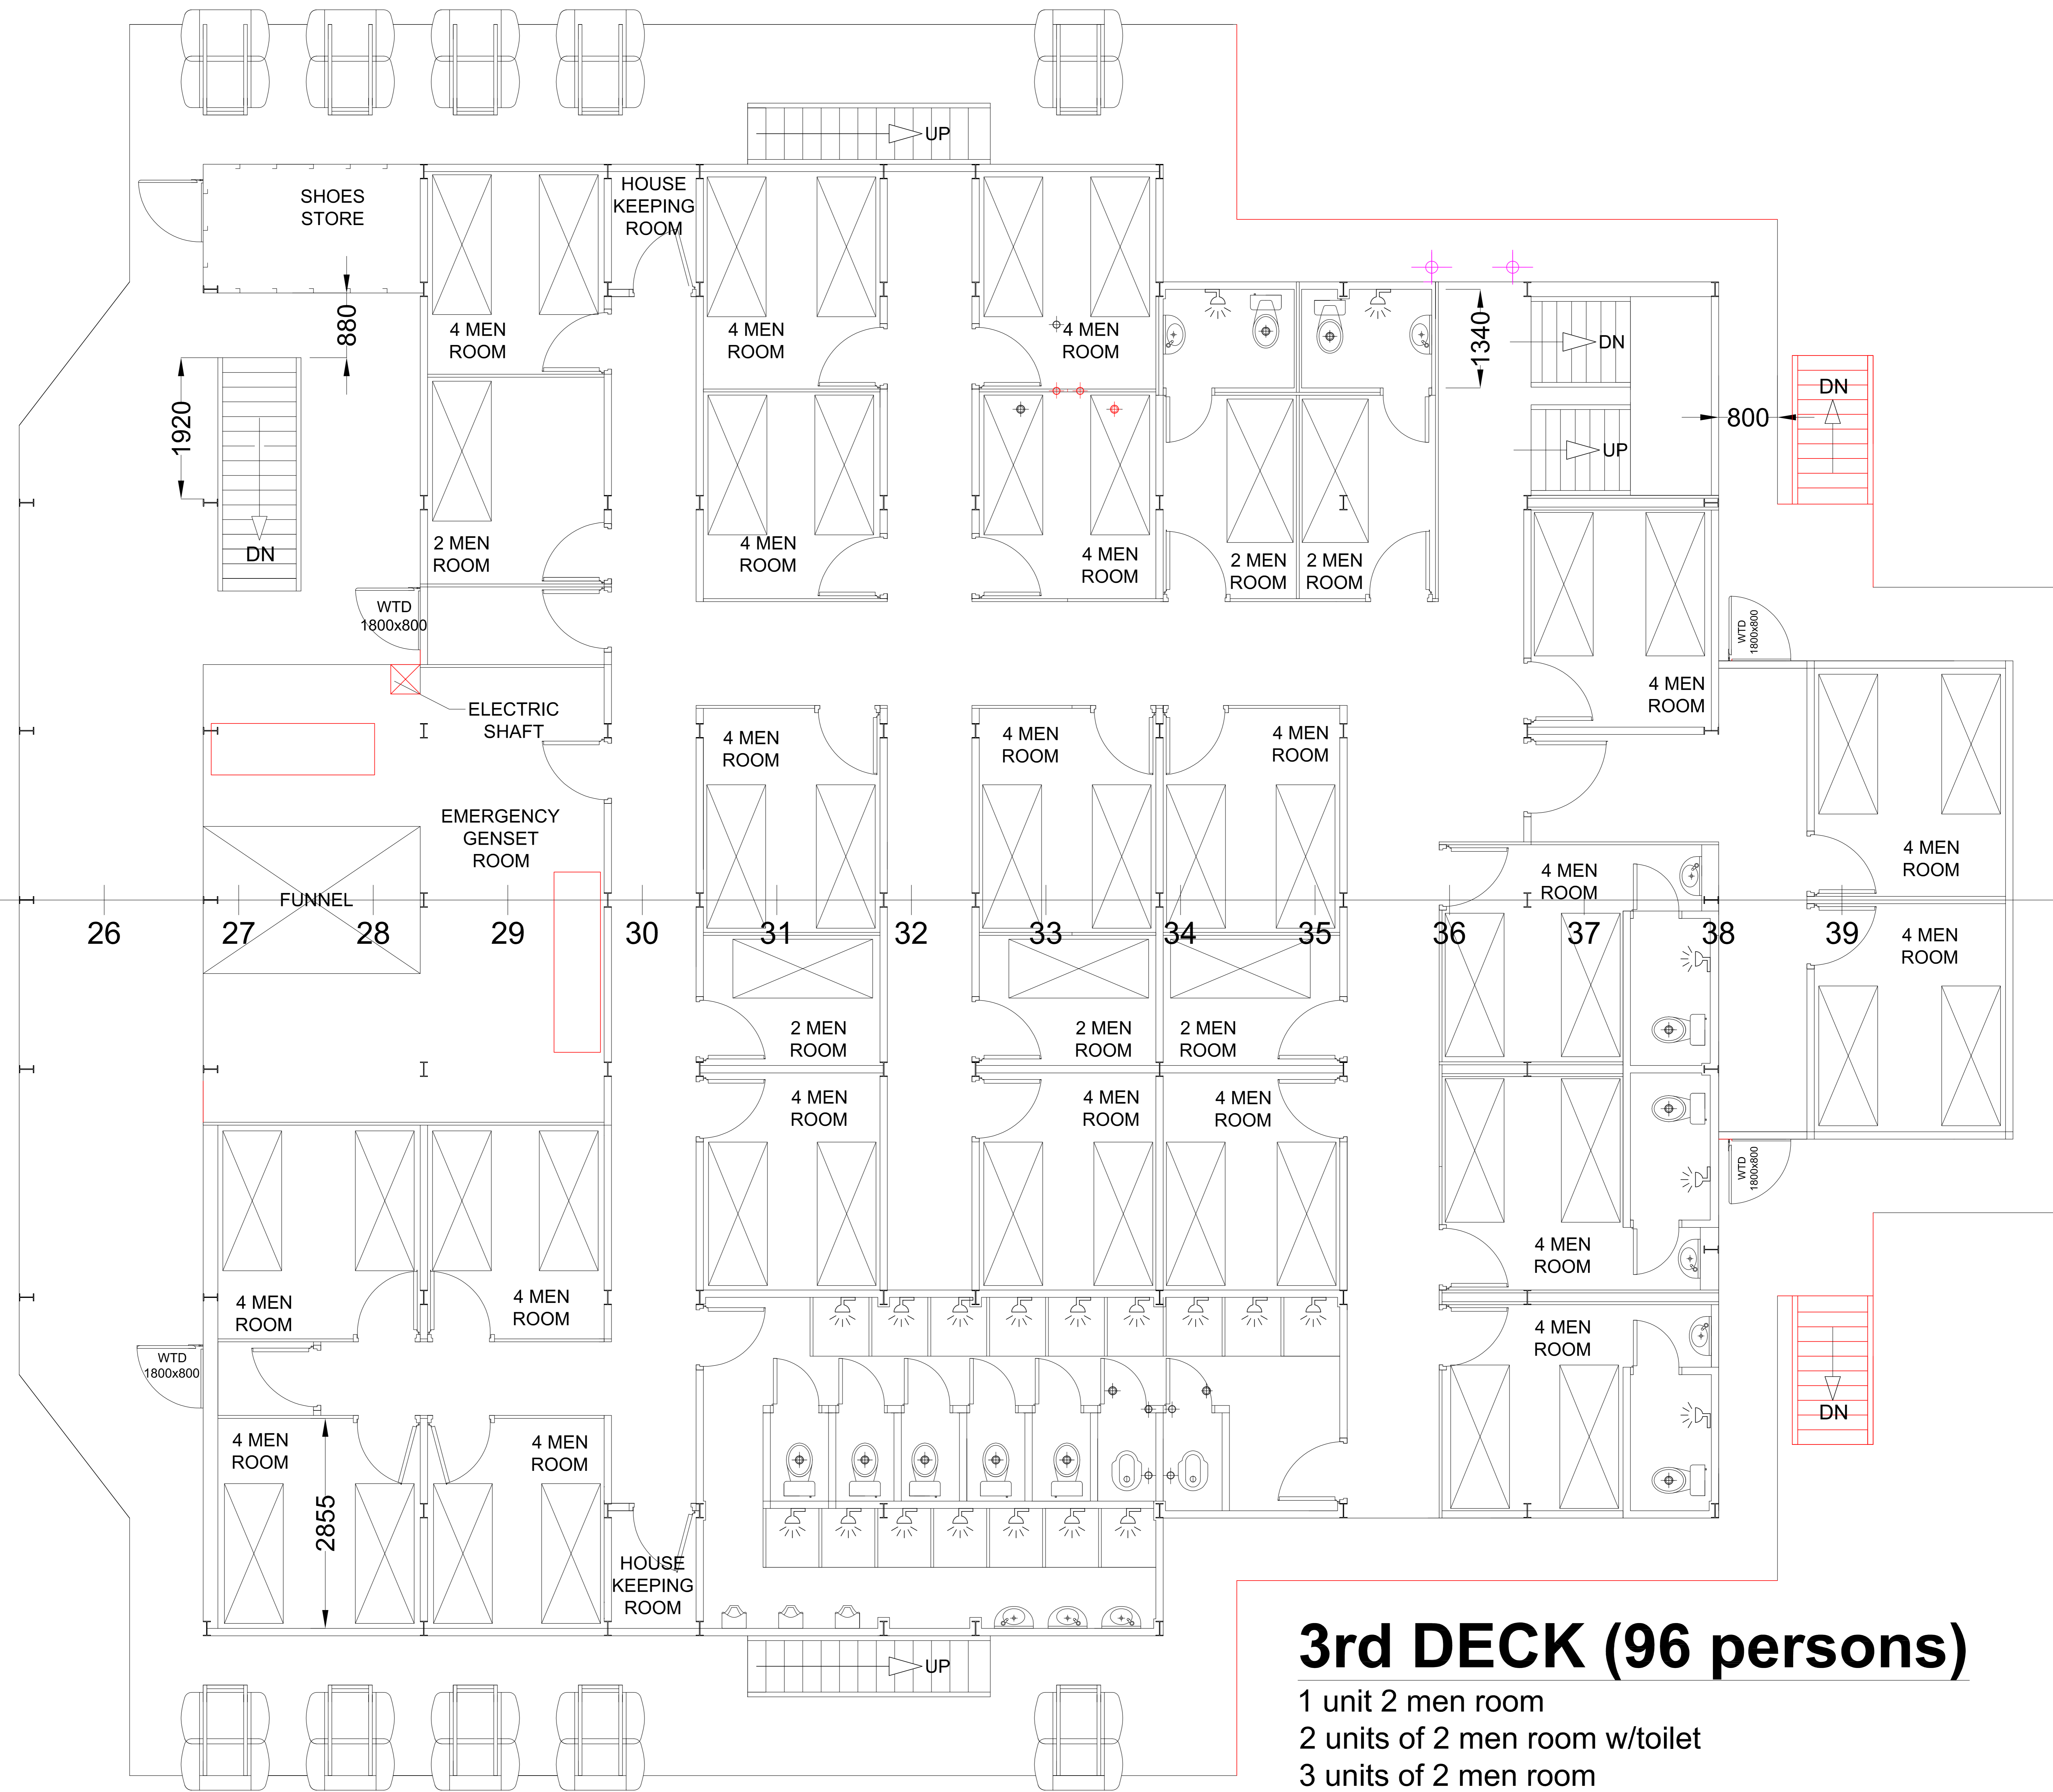 UP
SHOES
STORE
HOUSE
KEEPING
ROOM
880
4 MEN
ROOM
4 MEN
ROOM
4 MEN
ROOM
1340
DN
DN
1920
800
UP
DN
2 MEN
ROOM
4 MEN
ROOM
4 MEN
ROOM
2 MEN
ROOM
2 MEN
ROOM
WTD
1800x800
WTD
1800x800
4 MEN
ROOM
ELECTRIC
SHAFT
4 MEN
ROOM
4 MEN
ROOM
4 MEN
ROOM
EMERGENCY
GENSET
ROOM
4 MEN
ROOM
4 MEN
ROOM
FUNNEL
26 27 28 29 30 31 32 33 34 35 36 37 38 39
4 MEN
ROOM
2 MEN
ROOM
2 MEN
ROOM
2 MEN
ROOM
4 MEN
ROOM
4 MEN
ROOM
4 MEN
ROOM
WTD
1800x800
4 MEN
ROOM
4 MEN
ROOM
4 MEN
ROOM
4 MEN
ROOM
WTD
1800x800
DN
4 MEN
ROOM
4 MEN
ROOM
2855
HOUSE
KEEPING
ROOM
UP
3rd DECK (96 persons)
1 unit 2 men room
2 units of 2 men room w/toilet
3 units of 2 men room